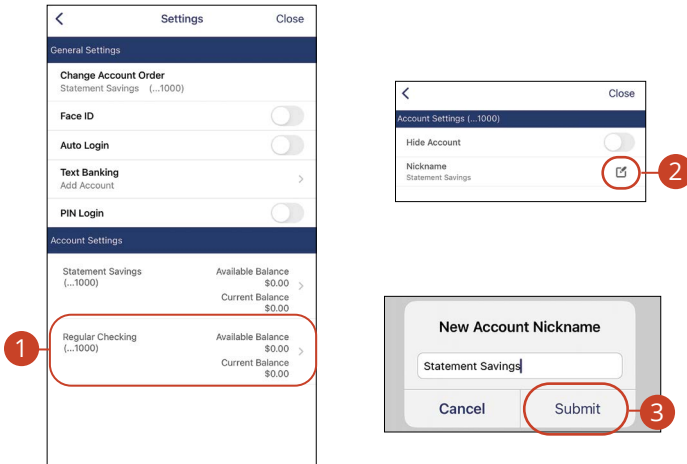 Settings
Close
General Settings
Change Account Order
Statement Savings (...1000)
Face ID
Auto Login
Text Banking
Add Account
PIN Login
Account Settings
Statement Savings
(...1000)
Available Balance
$0.00
Current Balance
$0.00
1
Regular Checking
(...1000)
Available Balance
$0.00
Current Balance
$0.00
Close
Account Settings (...1000)
Hide Account
Nickname
Statement Savings
2
New Account Nickname
Statement Savings
Cancel
Submit
3